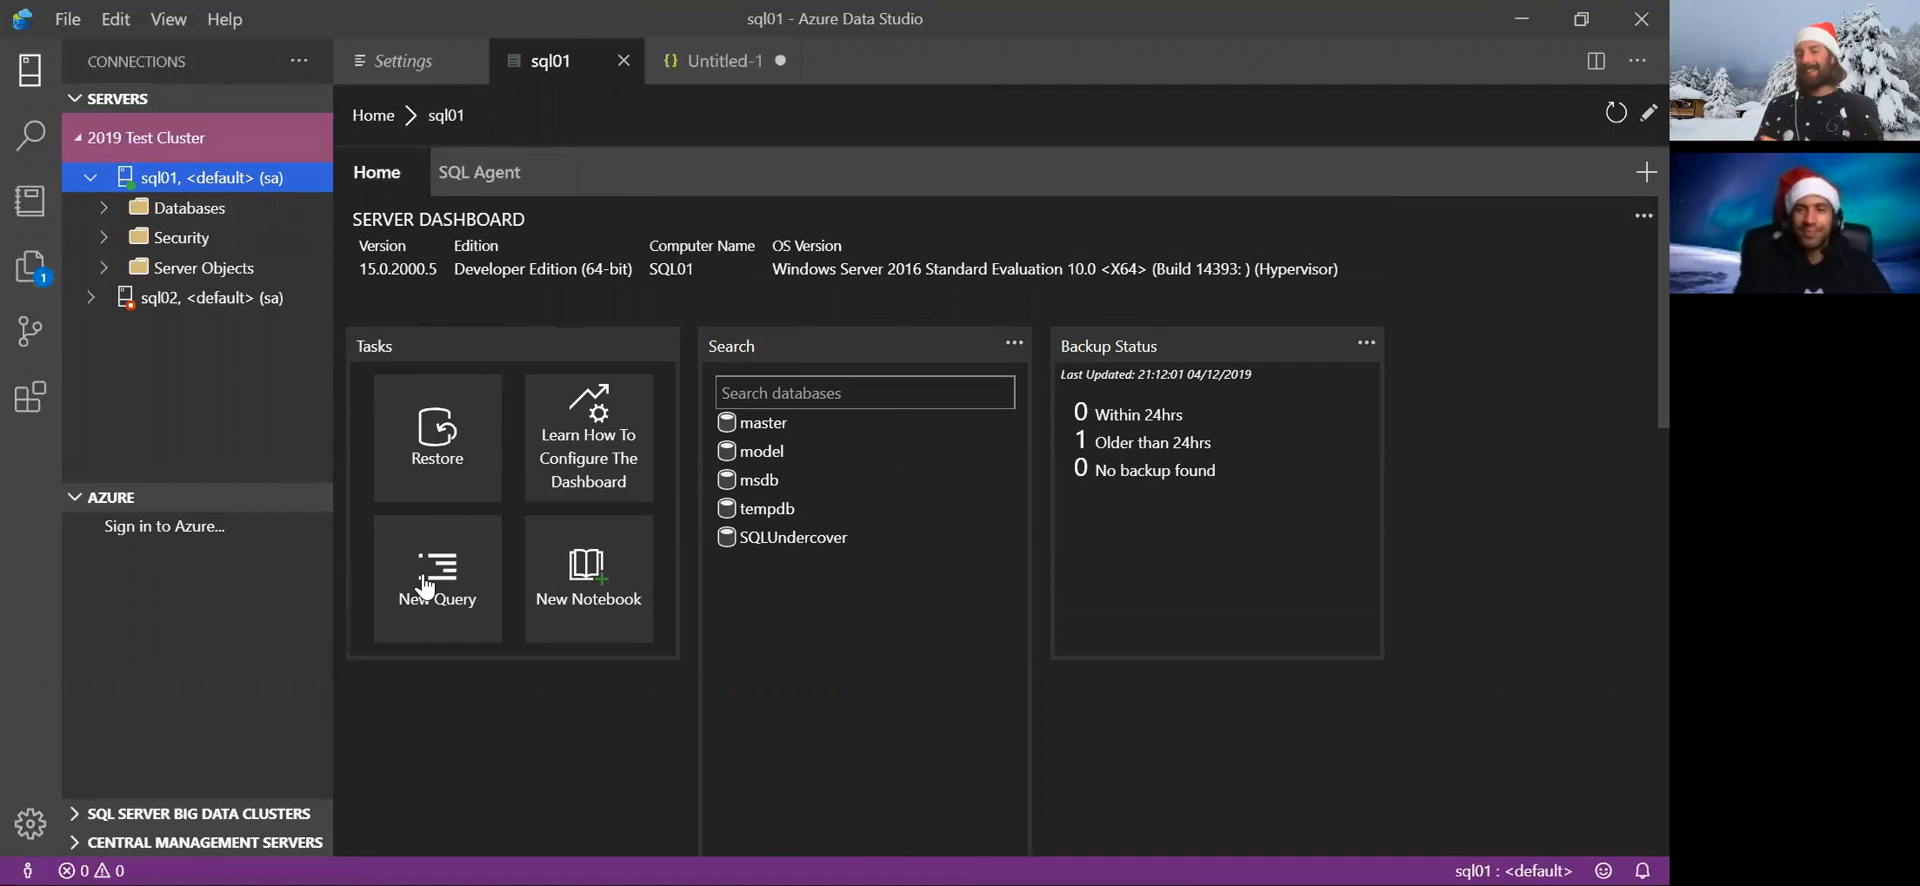 File Edit View Help
sql01 - Azure Data Studio
CONNECTIONS
Settings
sql01
{} Untitled-1
SERVERS
2019 Test Cluster
sql01, <default> (sa)
Databases
Security
Server Objects
sql02, <default> (sa)
1
AZURE
Sign in to Azure...
SQL SERVER BIG DATA CLUSTERS
CENTRAL MANAGEMENT SERVERS
Home > sql01
Home
SQL Agent
SERVER DASHBOARD
Version Edition Computer Name OS Version
15.0.2000.5 Developer Edition (64-bit) SQL01 Windows Server 2016 Standard Evaluation 10.0 <X64> (Build 14393: ) (Hypervisor)
Tasks
Restore
Learn How To
Configure The
Dashboard
New Query
New Notebook
Search
Search databases
master
model
msdb
tempdb
SQLUndercover
Backup Status
Last Updated: 21:12:01 04/12/2019
0 Within 24hrs
1 Older than 24hrs
0 No backup found
0 0
sql01 : <default>